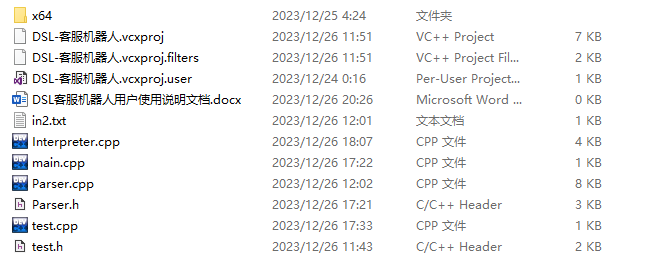 x64 2023/12/25 4:24 文件夹
DSL-客服机器人.vcxproj 2023/12/26 11:51 VC++ Project 7 KB
DSL-客服机器人.vcxproj.filters 2023/12/26 11:51 VC++ Project Fil... 2 KB
DSL-客服机器人.vcxproj.user 2023/12/24 0:16 Per-User Project... 1 KB
DSL客服机器人用户使用说明文档.docx 2023/12/26 20:26 Microsoft Word ... 0 KB
in2.txt 2023/12/26 12:01 文本文档 1 KB
Interpreter.cpp 2023/12/26 18:07 CPP 文件 4 KB
main.cpp 2023/12/26 17:22 CPP 文件 1 KB
Parser.cpp 2023/12/26 12:02 CPP 文件 8 KB
Parser.h 2023/12/26 17:21 C/C++ Header 3 KB
test.cpp 2023/12/26 17:33 CPP 文件 1 KB
test.h 2023/12/26 11:43 C/C++ Header 2 KB